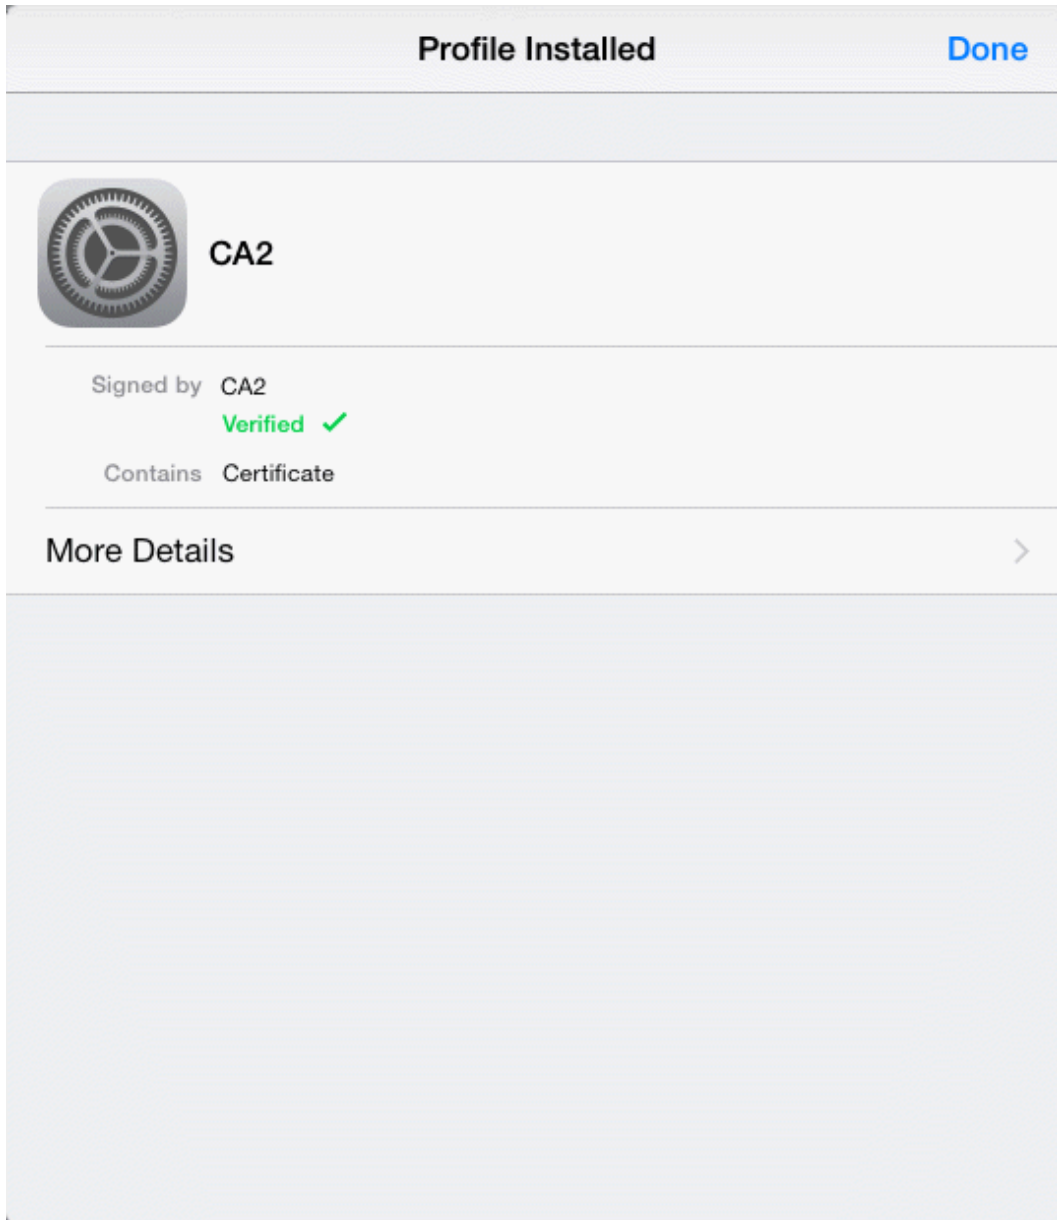 Profile Installed Done
CA2
Signed by CA2
Verified
Contains Certificate
More Details